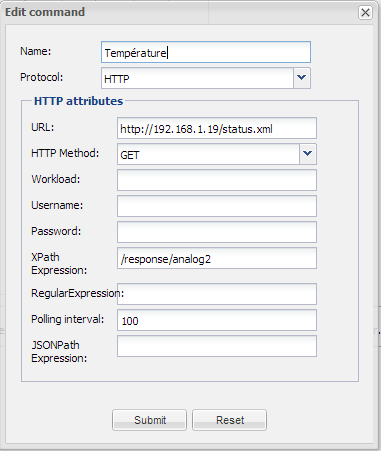 Edit command
Name: Température
Protocol: HTTP
HTTP attributes
URL: http://192.168.1.19/status.xml
HTTP Method: GET
Workload:
Username:
Password:
XPath /response/analog2
Expression:
RegularExpression:
Polling interval: 100
JSONPath
Expression:
Submit Reset